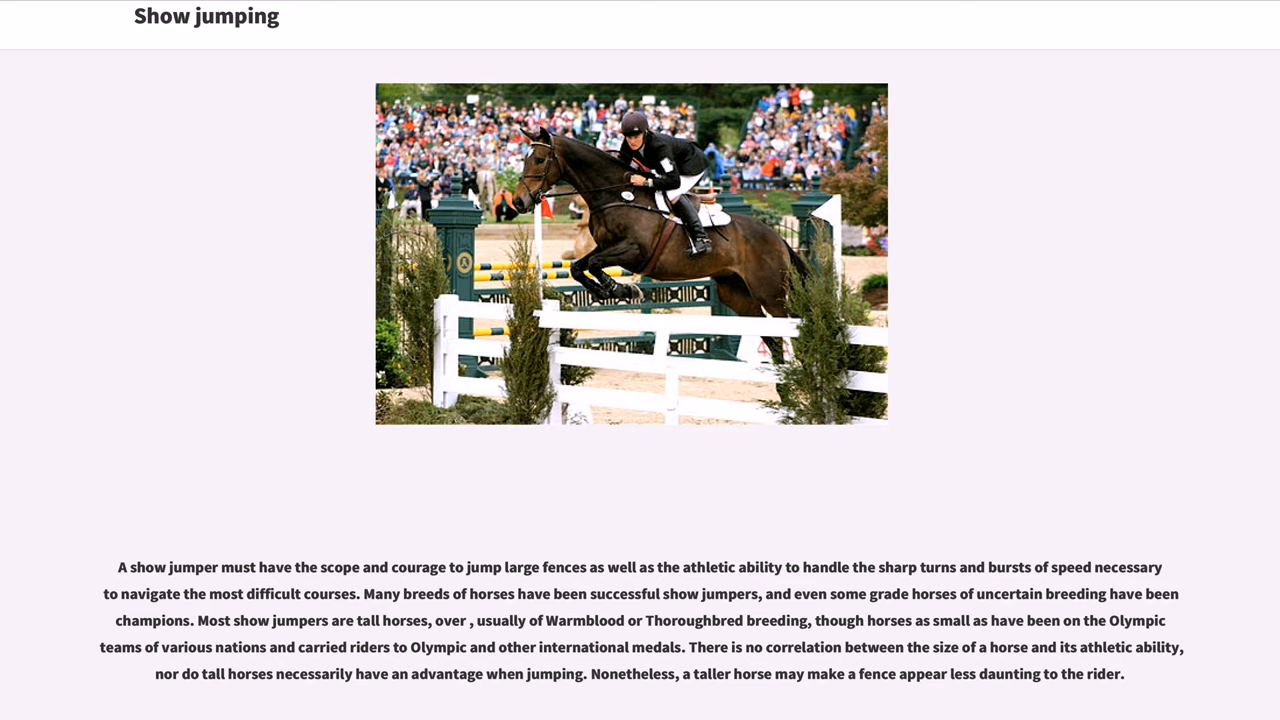 Show jumping
A show jumper must have the scope and courage to jump large fences as well as the athletic ability to handle the sharp turns and bursts of speed necessary
to navigate the most difficult courses. Many breeds of horses have been successful show jumpers, and even some grade horses of uncertain breeding have been
champions. Most show jumpers are tall horses, over , usually of Warmblood or Thoroughbred breeding, though horses as small as have been on the Olympic
teams of various nations and carried riders to Olympic and other international medals. There is no correlation between the size of a horse and its athletic ability,
nor do tall horses necessarily have an advantage when jumping. Nonetheless, a taller horse may make a fence appear less daunting to the rider.